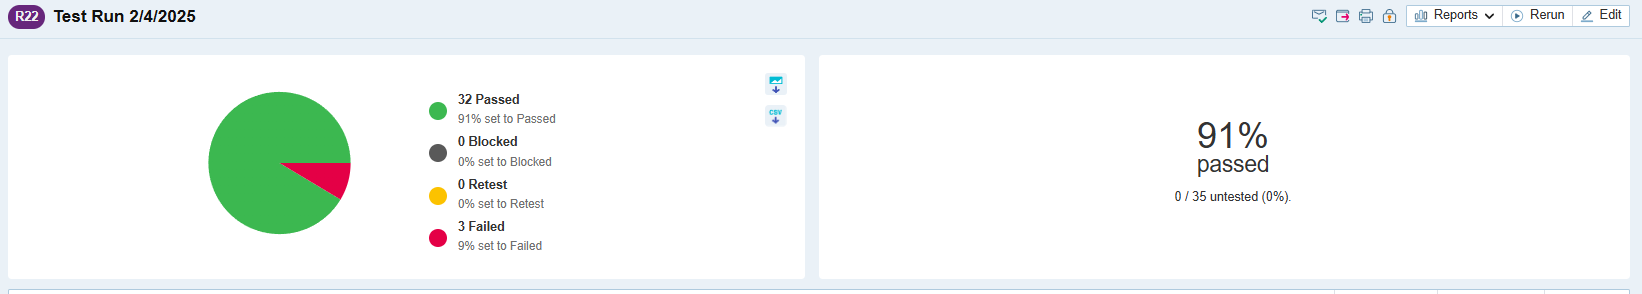 R22 Test Run 2/4/2025
Reports Rerun Edit
32 Passed
91% set to Passed
0 Blocked
0% set to Blocked
0 Retest
0% set to Retest
3 Failed
9% set to Failed
CSV
91%
passed
0 / 35 untested (0%).